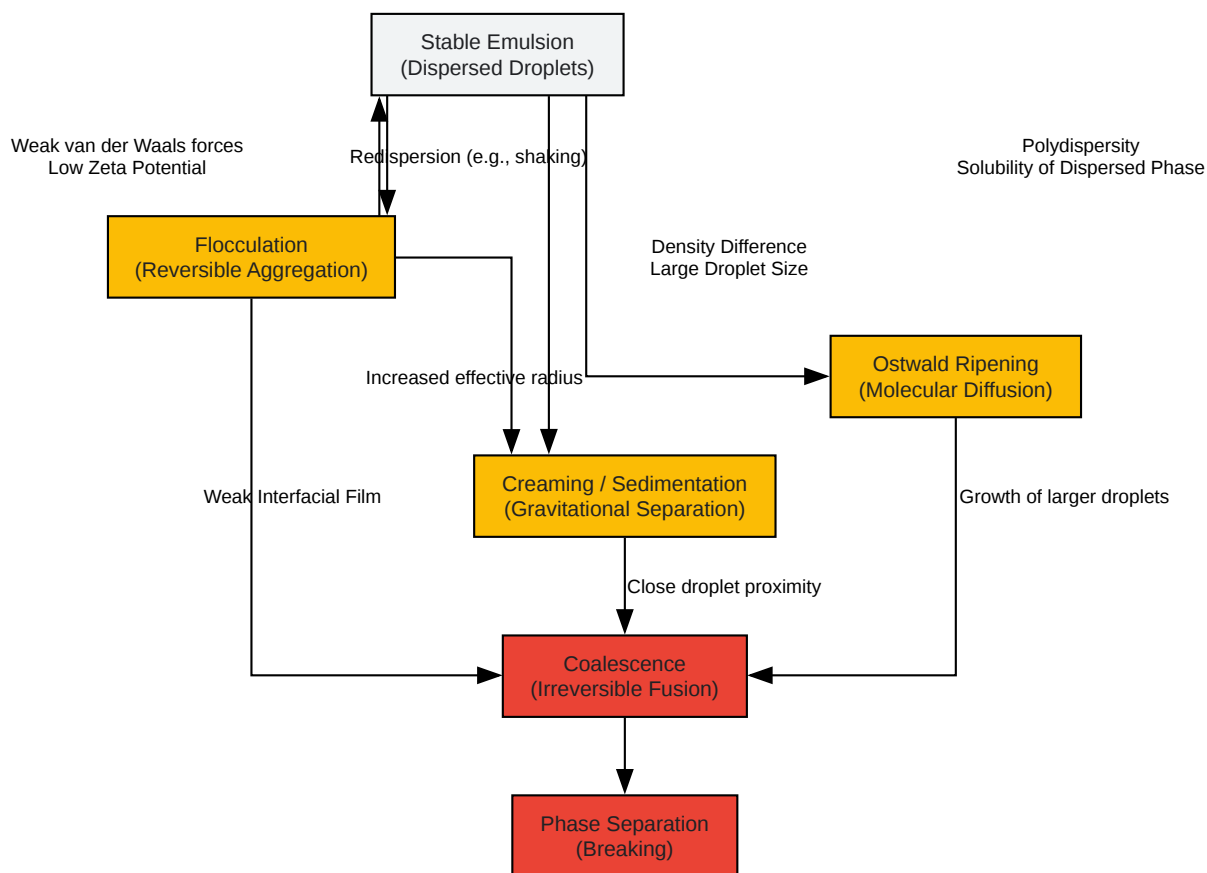 Stable Emulsion
(Dispersed Droplets)
Weak van der Waals forces
Low Zeta Potential
Redispersion (e.g., shaking)
Polydispersity
Solubility of Dispersed Phase
Flocculation
(Reversible Aggregation)
Density Difference
Large Droplet Size
Increased effective radius
Ostwald Ripening
(Molecular Diffusion)
Weak Interfacial Film
Creaming / Sedimentation
(Gravitational Separation)
Growth of larger droplets
Close droplet proximity
Coalescence
(Irreversible Fusion)
Phase Separation
(Breaking)